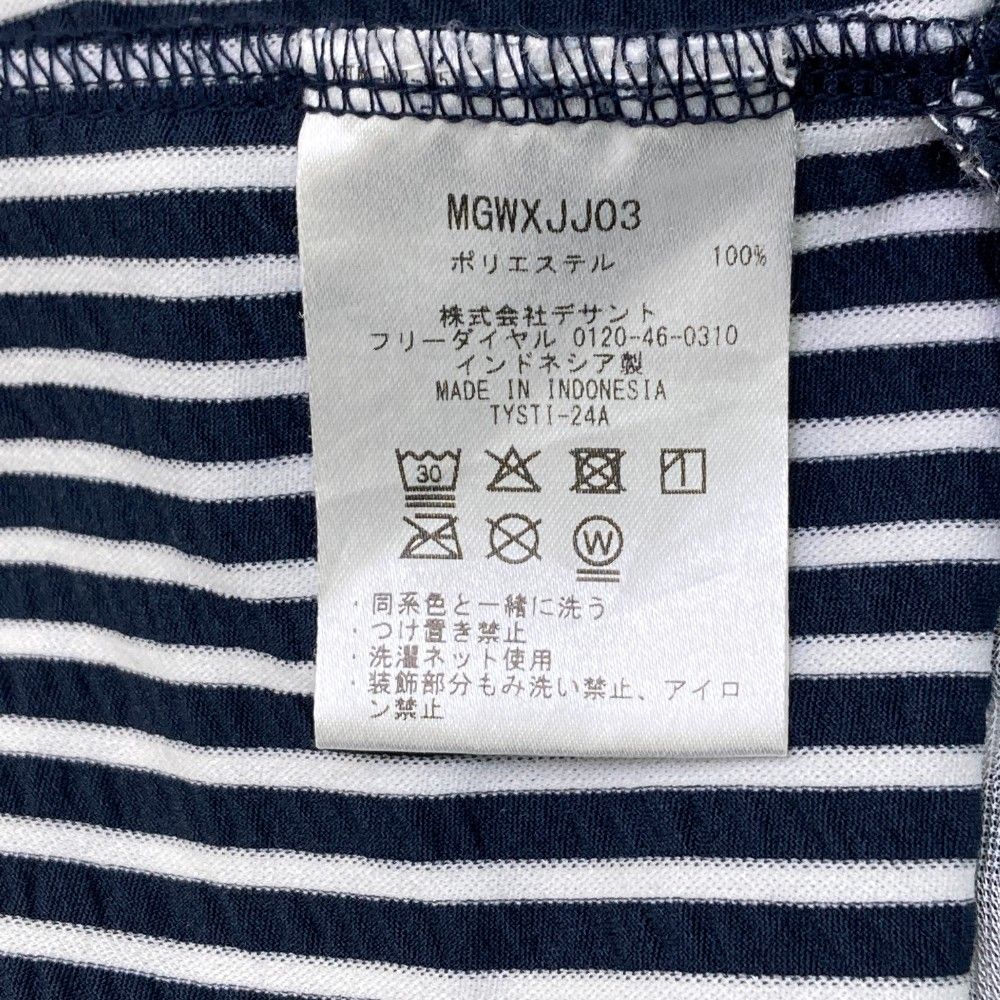 MGWXJJ03
ポリエステル 100%
株式会社デサント
フリーダイヤル 0120-46-0310
インドネシア製
MADE IN INDONESIA
TYSTI-24A
30
1
W
・同系色と一緒に洗う
・つけ置き禁止
・洗濯ネット使用
・装飾部分もみ洗い禁止、アイロ
ン禁止